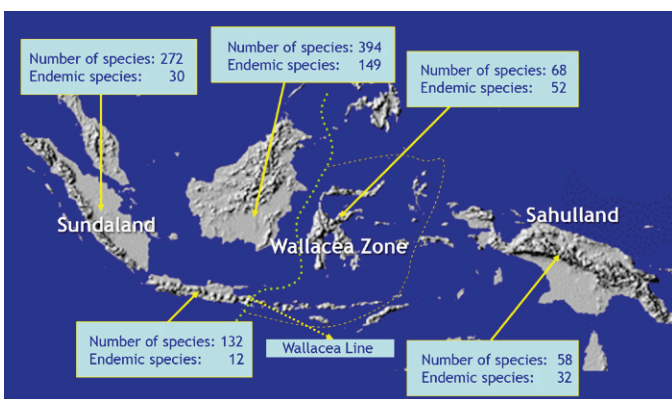 Number of species: 272
Endemic species: 30
Number of species: 394
Endemic species: 149
Number of species: 68
Endemic species: 52
Sundaland
Wallacea Zone
Sahulland
Number of species: 132
Endemic species: 12
Wallacea Line
Number of species: 58
Endemic species: 32